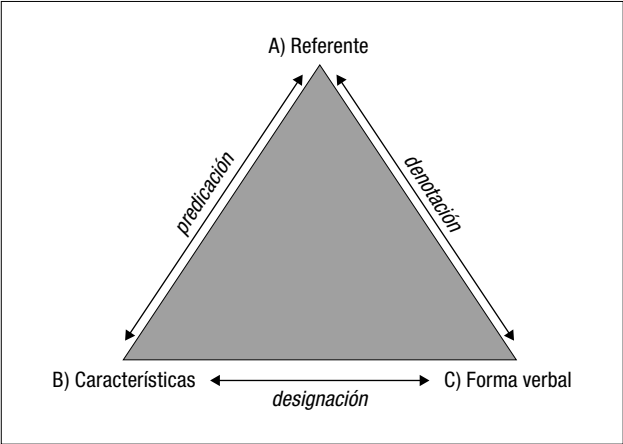 A) Referente
predicación
denotación
B) Características
C) Forma verbal
designación